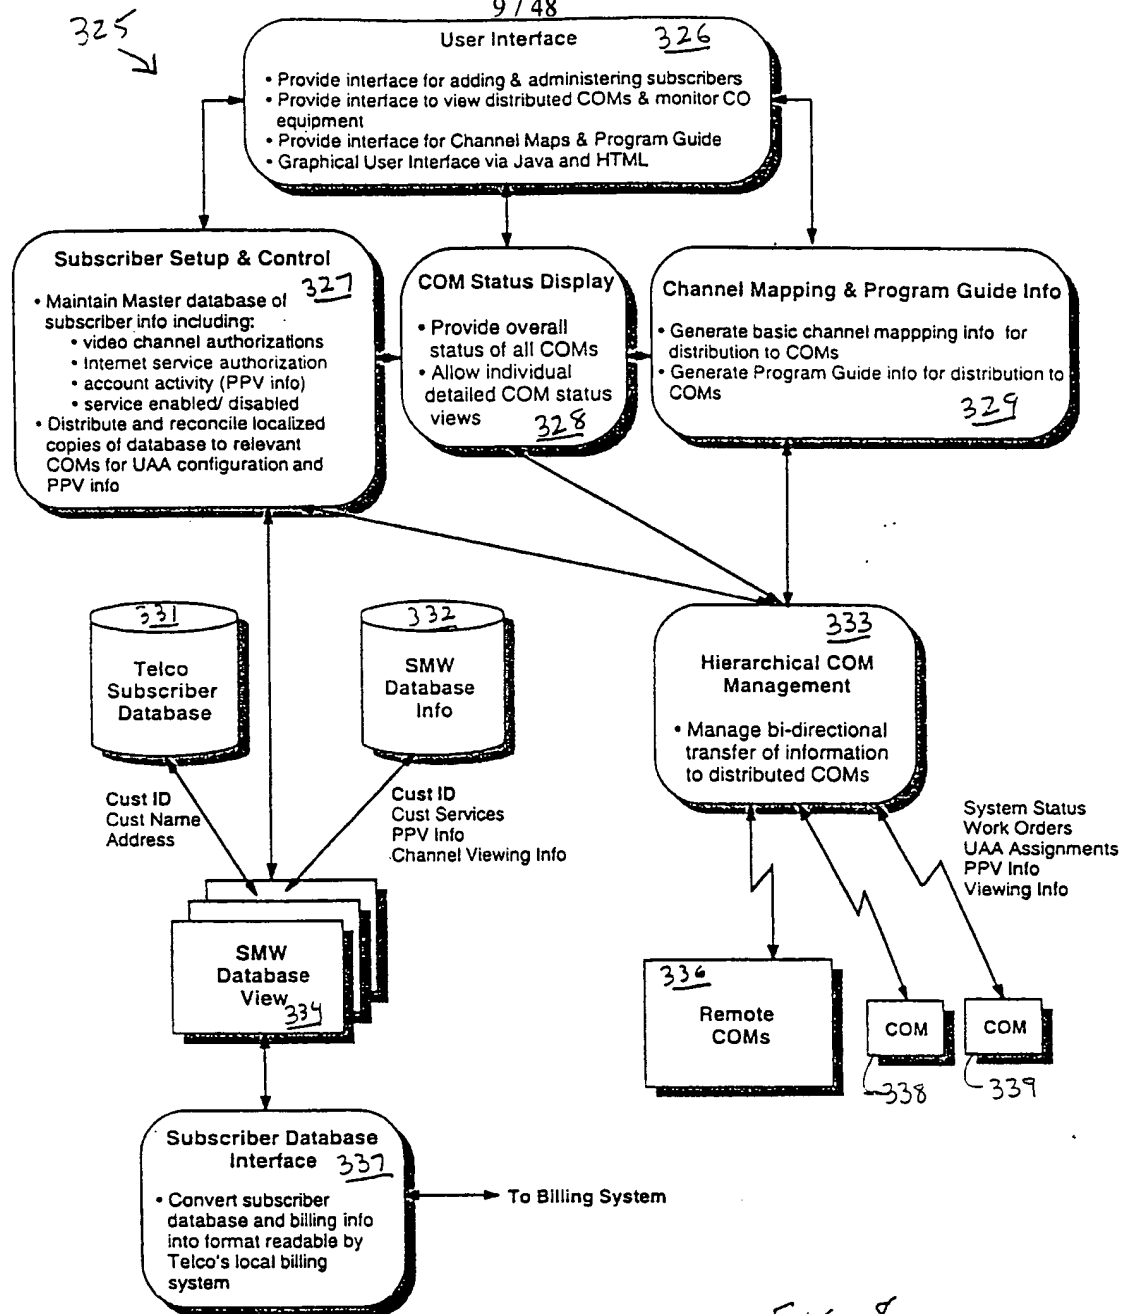 9 / 48
325
User Interface 326
• Provide interface for adding & administering subscribers
• Provide interface to view distributed COMs & monitor CO
equipment
• Provide interface for Channel Maps & Program Guide
• Graphical User Interface via Java and HTML
Subscriber Setup & Control
327
• Maintain Master database of
subscriber info including:
• video channel authorizations
• Internet service authorization
• account activity (PPV info)
• service enabled/ disabled
• Distribute and reconcile localized
copies of database to relevant
COMs for UAA configuration and
PPV info
COM Status Display
• Provide overall
status of all COMs
• Allow individual
detailed COM status
views
328
Channel Mapping & Program Guide Info
• Generate basic channel mappping info for
distribution to COMs
• Generate Program Guide info for distribution to
COMs
329
331
Telco
Subscriber
Database
332
SMW
Database
Info
333
Hierarchical COM
Management
• Manage bi-directional
transfer of information
to distributed COMs
Cust ID
Cust Name
Address
Cust ID
Cust Services
PPV Info
Channel Viewing Info
System Status
Work Orders
UAA Assignments
PPV Info
Viewing Info
SMW
Database
View
334
336
Remote
COMs
COM
338
COM
339
Subscriber Database
Interface 337
• Convert subscriber
database and billing info
into format readable by
Telco's local billing
system
To Billing System
FIG. 8